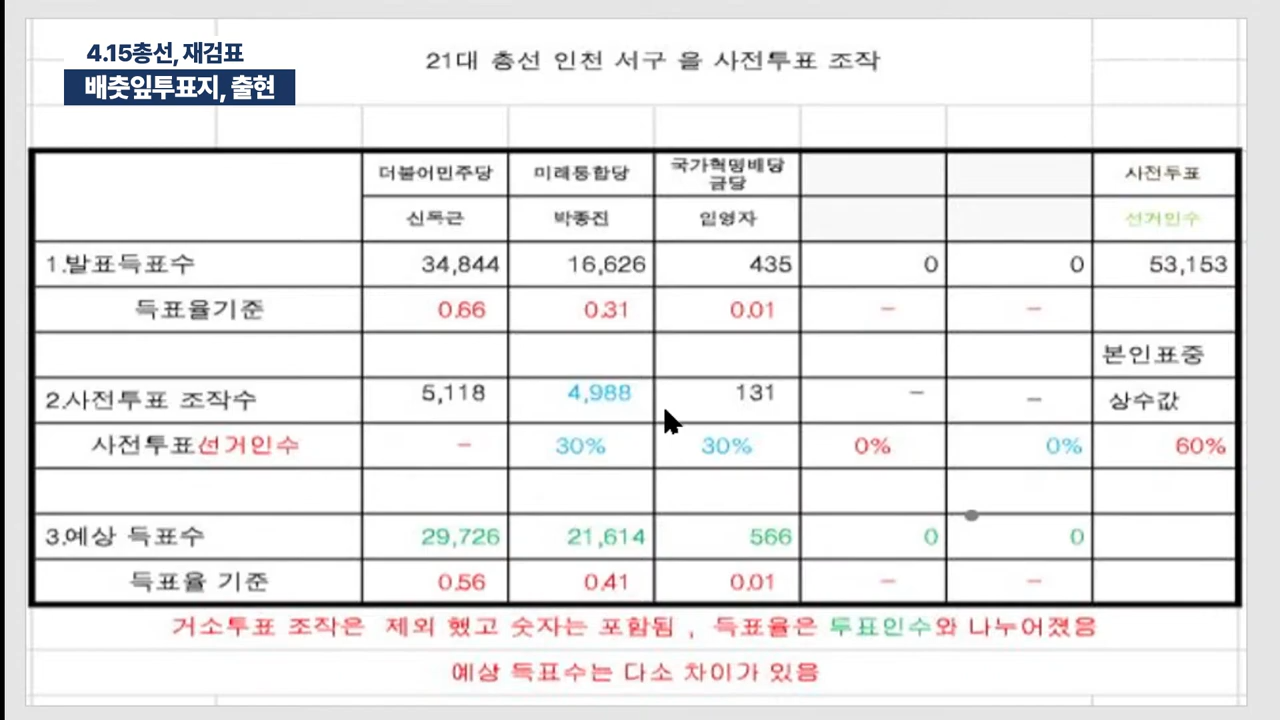 4.15총선, 재검표
배춧잎투표지, 출현
21대 총선 인천 서구 을 사전투표 조작
더불어민주당 미래통합당 국가혁명배당금당 사전투표
신동근 박종진 임영자 선거인수
1.발표득표수 34,844 16,626 435 0 0 53,153
득표율기준 0.66 0.31 0.01 – –
본인표중
2.사전투표 조작수 5,118 4,988 131 – – 상수값
사전투표선거인수 – 30% 30% 0% 0% 60%
3.예상 득표수 29,726 21,614 566 0 0
득표율 기준 0.56 0.41 0.01 – –
거소투표 조작은 제외 했고 숫자는 포함됨 , 득표율은 투표인수와 나누어졌음
예상 득표수는 다소 차이가 있음